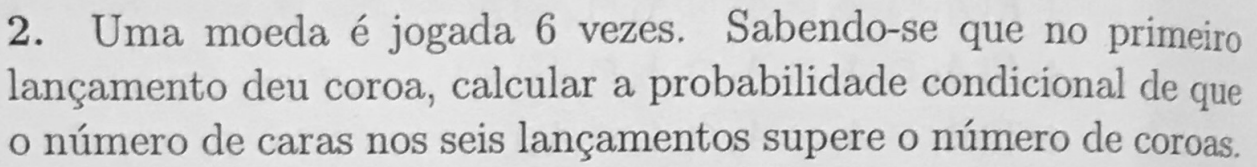 2. Uma moeda é jogada 6 vezes. Sabendo-se que no primeiro
lançamento deu coroa, calcular a probabilidade condicional de que
o número de caras nos seis lançamentos supere o número de coroas.